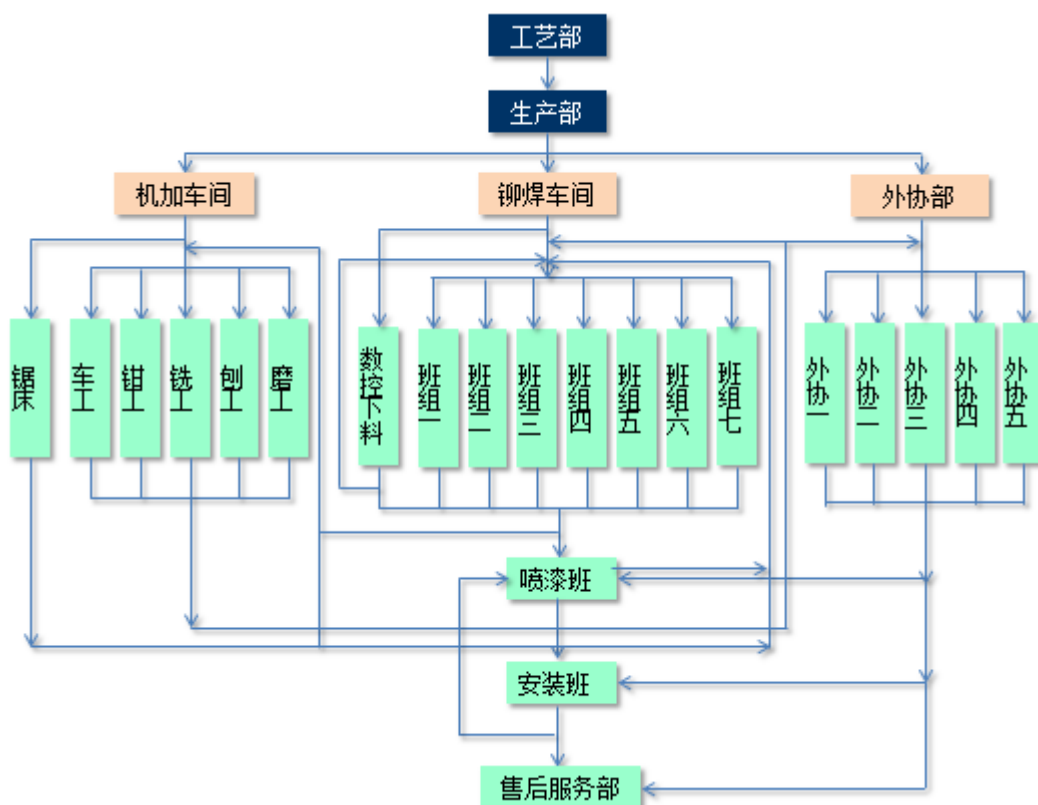 工艺部
生产部
机加车间
铆焊车间
外协部
锯床
车工
钳工
铣工
刨工
磨工
数控下料
班组一
班组二
班组三
班组四
班组五
班组六
班组七
外协一
外协二
外协三
外协四
外协五
喷漆班
安装班
售后服务部